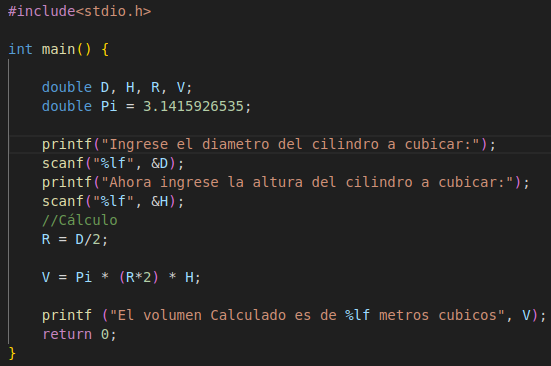 #include<stdio.h>
int main() {
double D, H, R, V;
double Pi = 3.1415926535;
printf("Ingrese el diametro del cilindro a cubicar:");
scanf("%lf", &D);
printf("Ahora ingrese la altura del cilindro a cubicar:");
scanf("%lf", &H);
//Cálculo
R = D/2;
V = Pi * (R*2) * H;
printf ("El volumen Calculado es de %lf metros cubicos", V);
return 0;
}